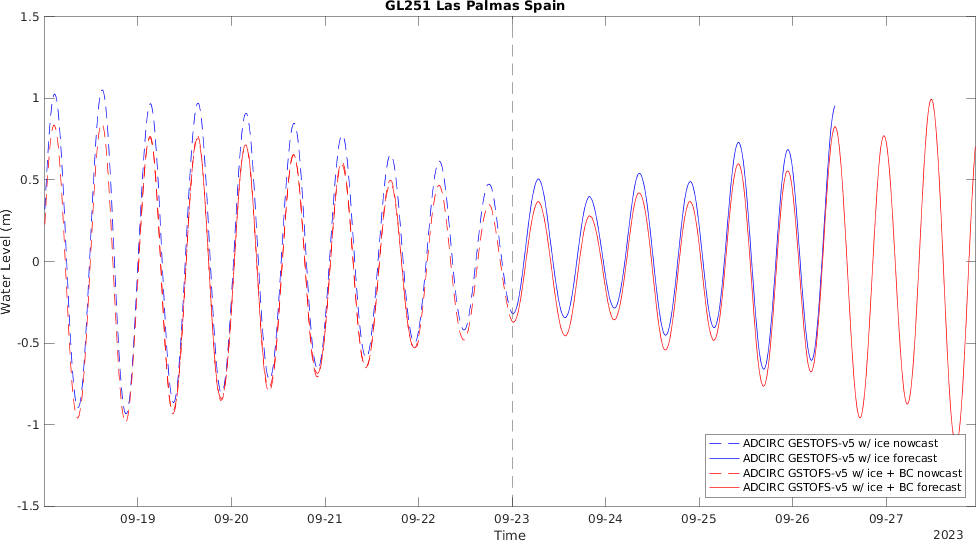 GL251 Las Palmas Spain
1.5
1
0.5
0
-0.5
-1
-1.5
Water Level (m)
ADCIRC GESTOFS-v5 w/ ice nowcast
ADCIRC GESTOFS-v5 w/ ice forecast
ADCIRC GSTOFS-v5 w/ ice + BC nowcast
ADCIRC GSTOFS-v5 w/ ice + BC forecast
09-19 09-20 09-21 09-22 09-23 09-24 09-25 09-26 09-27
Time
2023